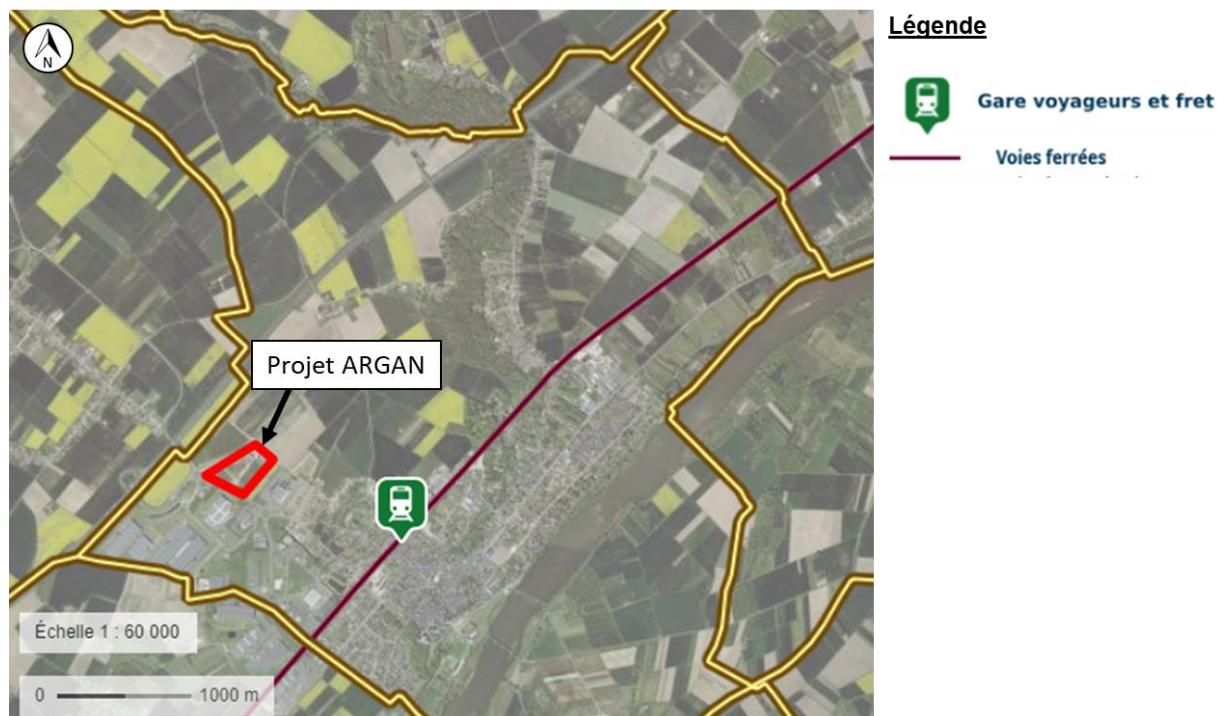 Légende
N
Gare voyageurs et fret
Voies ferrées
Projet ARGAN
Échelle 1 : 60 000
0 1000 m